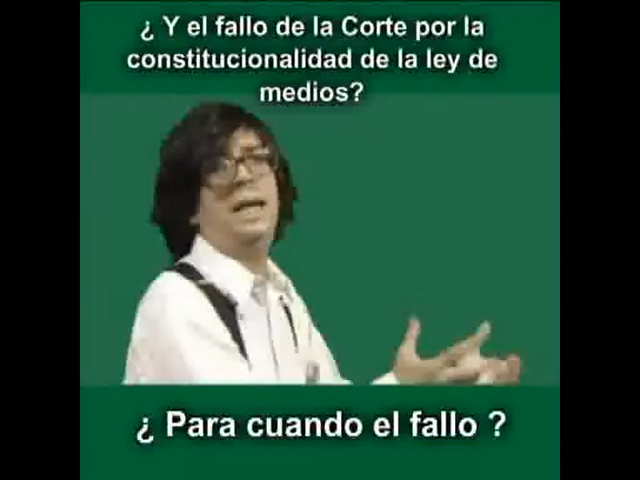 ¿ Y el fallo de la Corte por la
constitucionalidad de la ley de
medios?
¿ Para cuando el fallo ?